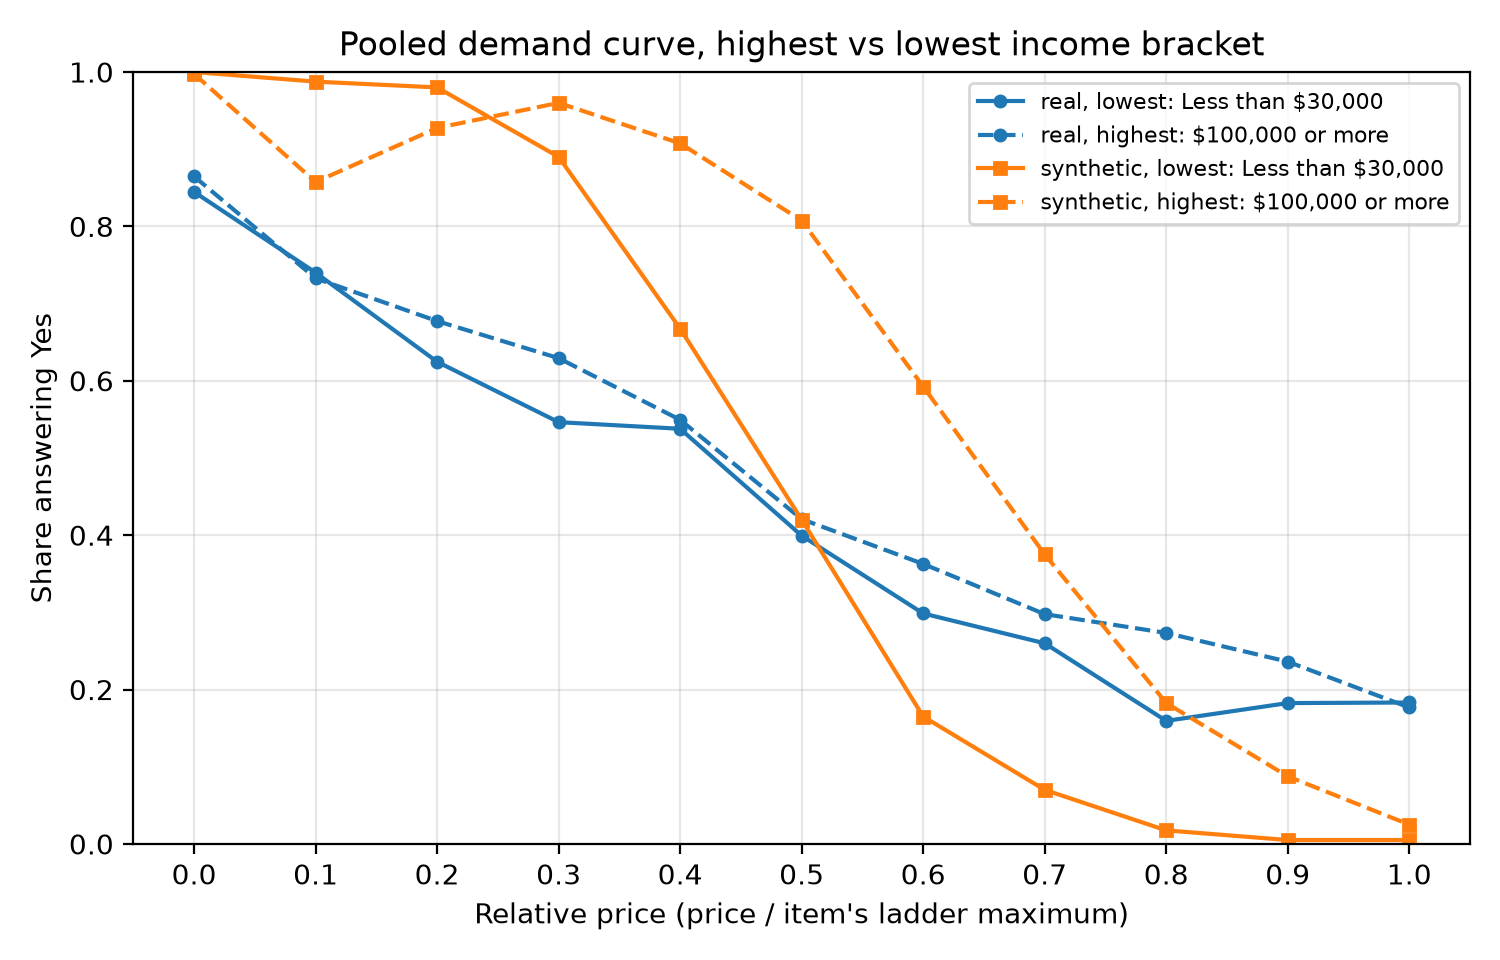 Pooled demand curve, highest vs lowest income bracket
real, lowest: Less than $30,000
real, highest: $100,000 or more
synthetic, lowest: Less than $30,000
synthetic, highest: $100,000 or more
Share answering Yes
1.0
0.8
0.6
0.4
0.2
0.0
0.0 0.1 0.2 0.3 0.4 0.5 0.6 0.7 0.8 0.9 1.0
Relative price (price / item's ladder maximum)